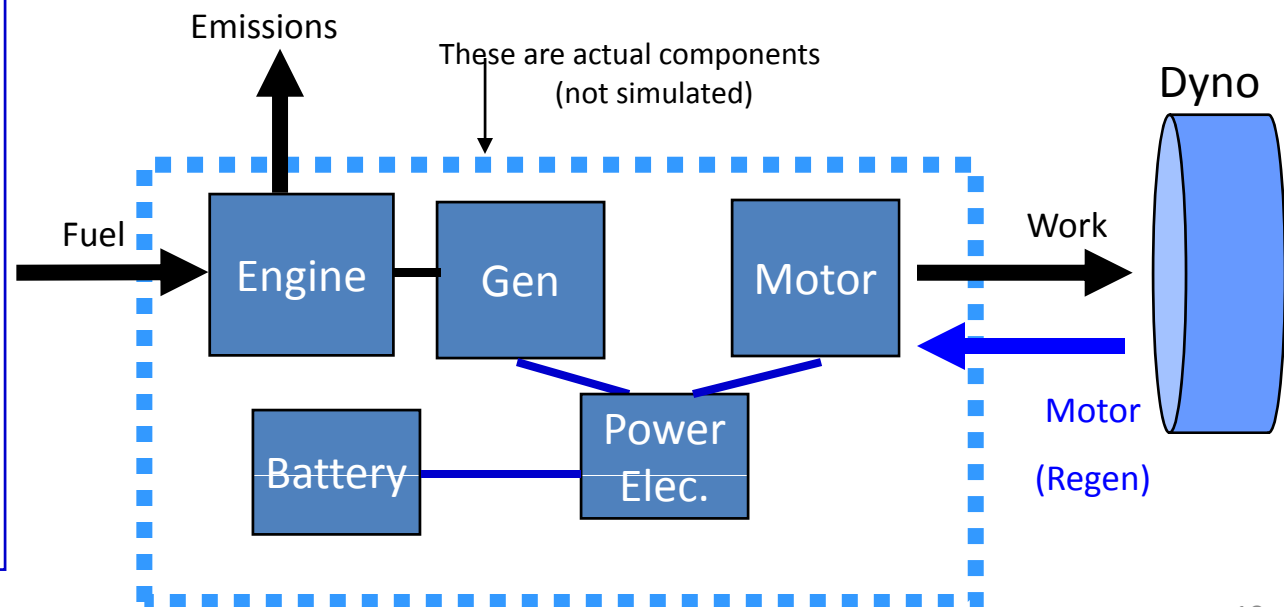 Emissions
These are actual components
(not simulated)
Dyno
Fuel
Work
Engine
Gen
Motor
Motor
(Regen)
Battery
Power
Elec.